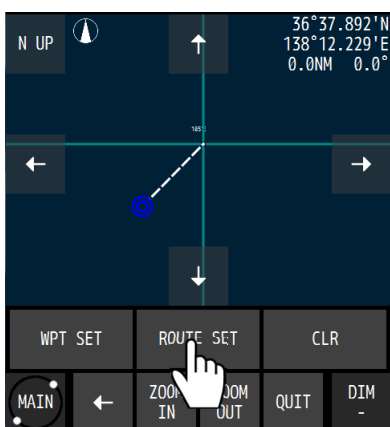 N UP
36°37.892'N
138°12.229'E
0.0NM 0.0°
WPT SET
ROUTE SET
CLR
MAIN
ZOOM
IN
OUT
QUIT
DIM
-